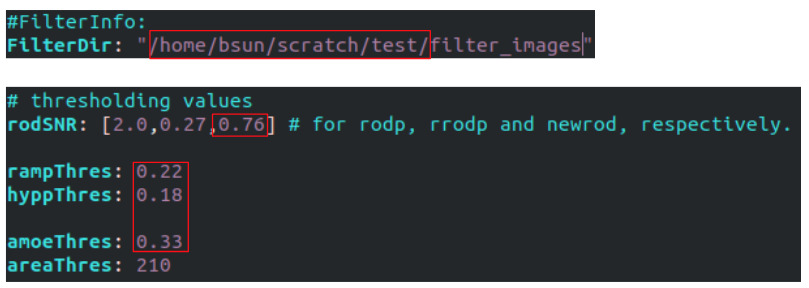 #FilterInfo:
FilterDir: "/home/bsun/scratch/test/filter_images"
# thresholding values
rodSNR: [2.0,0.27,0.76] # for rodp, rrodp and newrod, respectively.
rampThres: 0.22
hyppThres: 0.18
amoeThres: 0.33
areaThres: 210